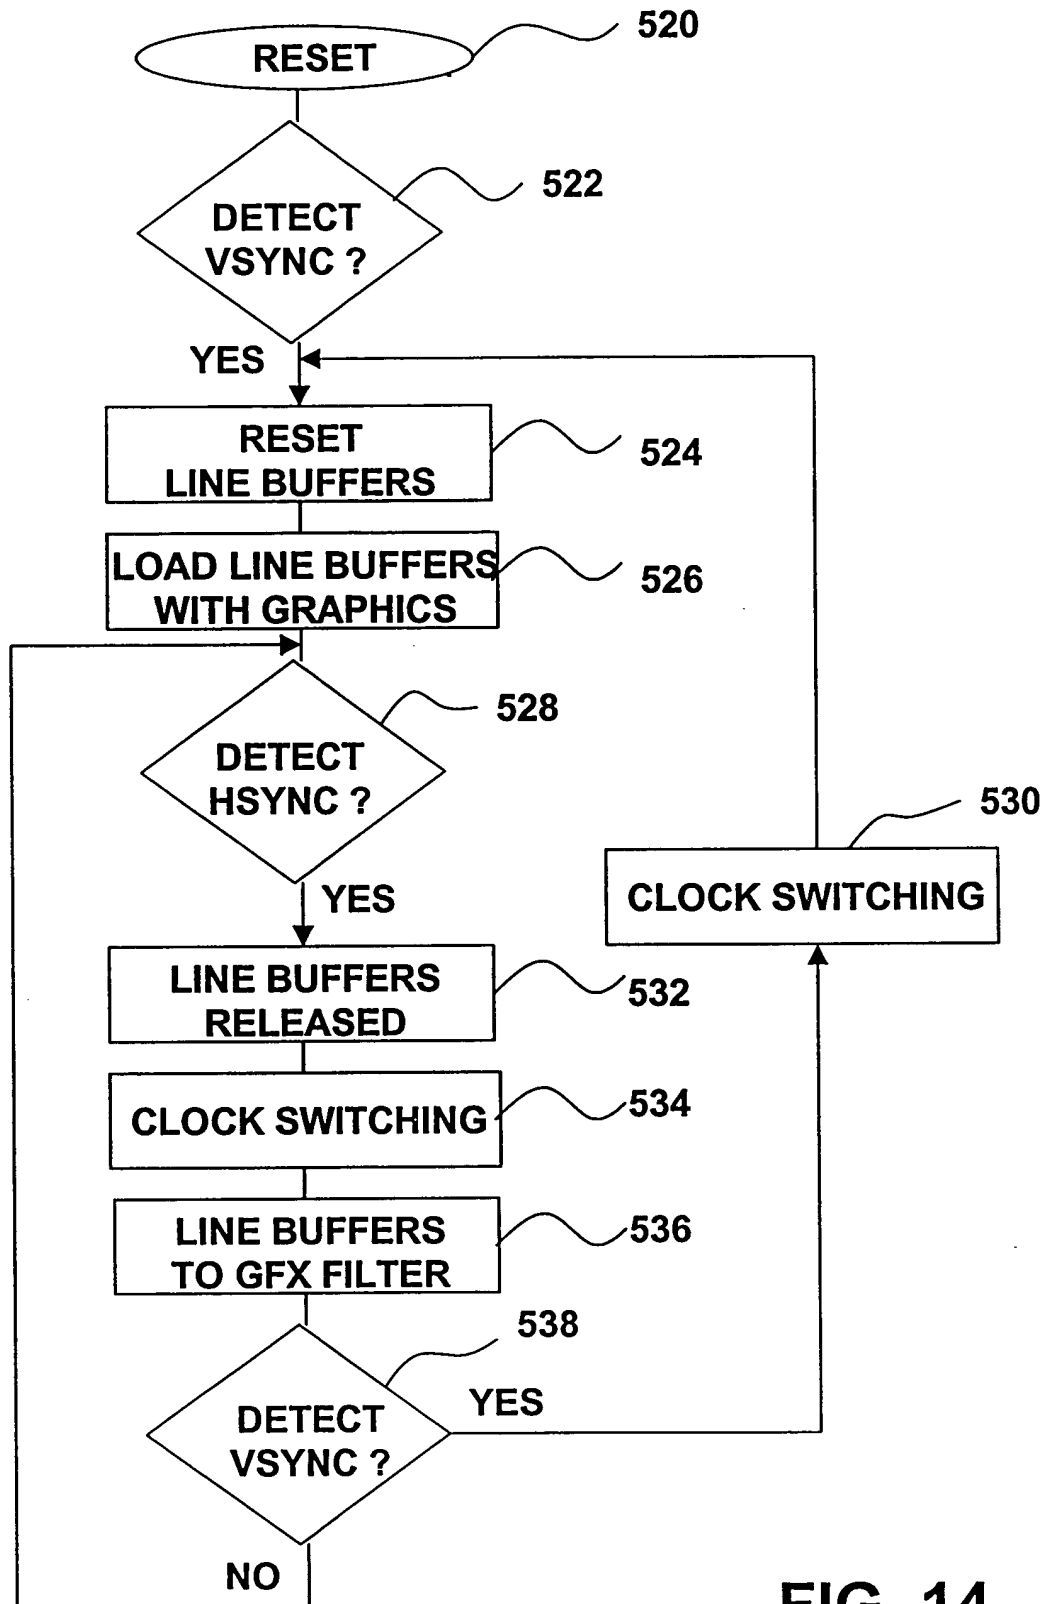 RESET
520
DETECT
VSYNC ?
522
YES
RESET
LINE BUFFERS
524
LOAD LINE BUFFERS
WITH GRAPHICS
526
DETECT
HSYNC ?
528
YES
530
CLOCK SWITCHING
LINE BUFFERS
RELEASED
532
CLOCK SWITCHING
534
LINE BUFFERS
TO GFX FILTER
536
DETECT
VSYNC ?
538
YES
NO
FIG. 14